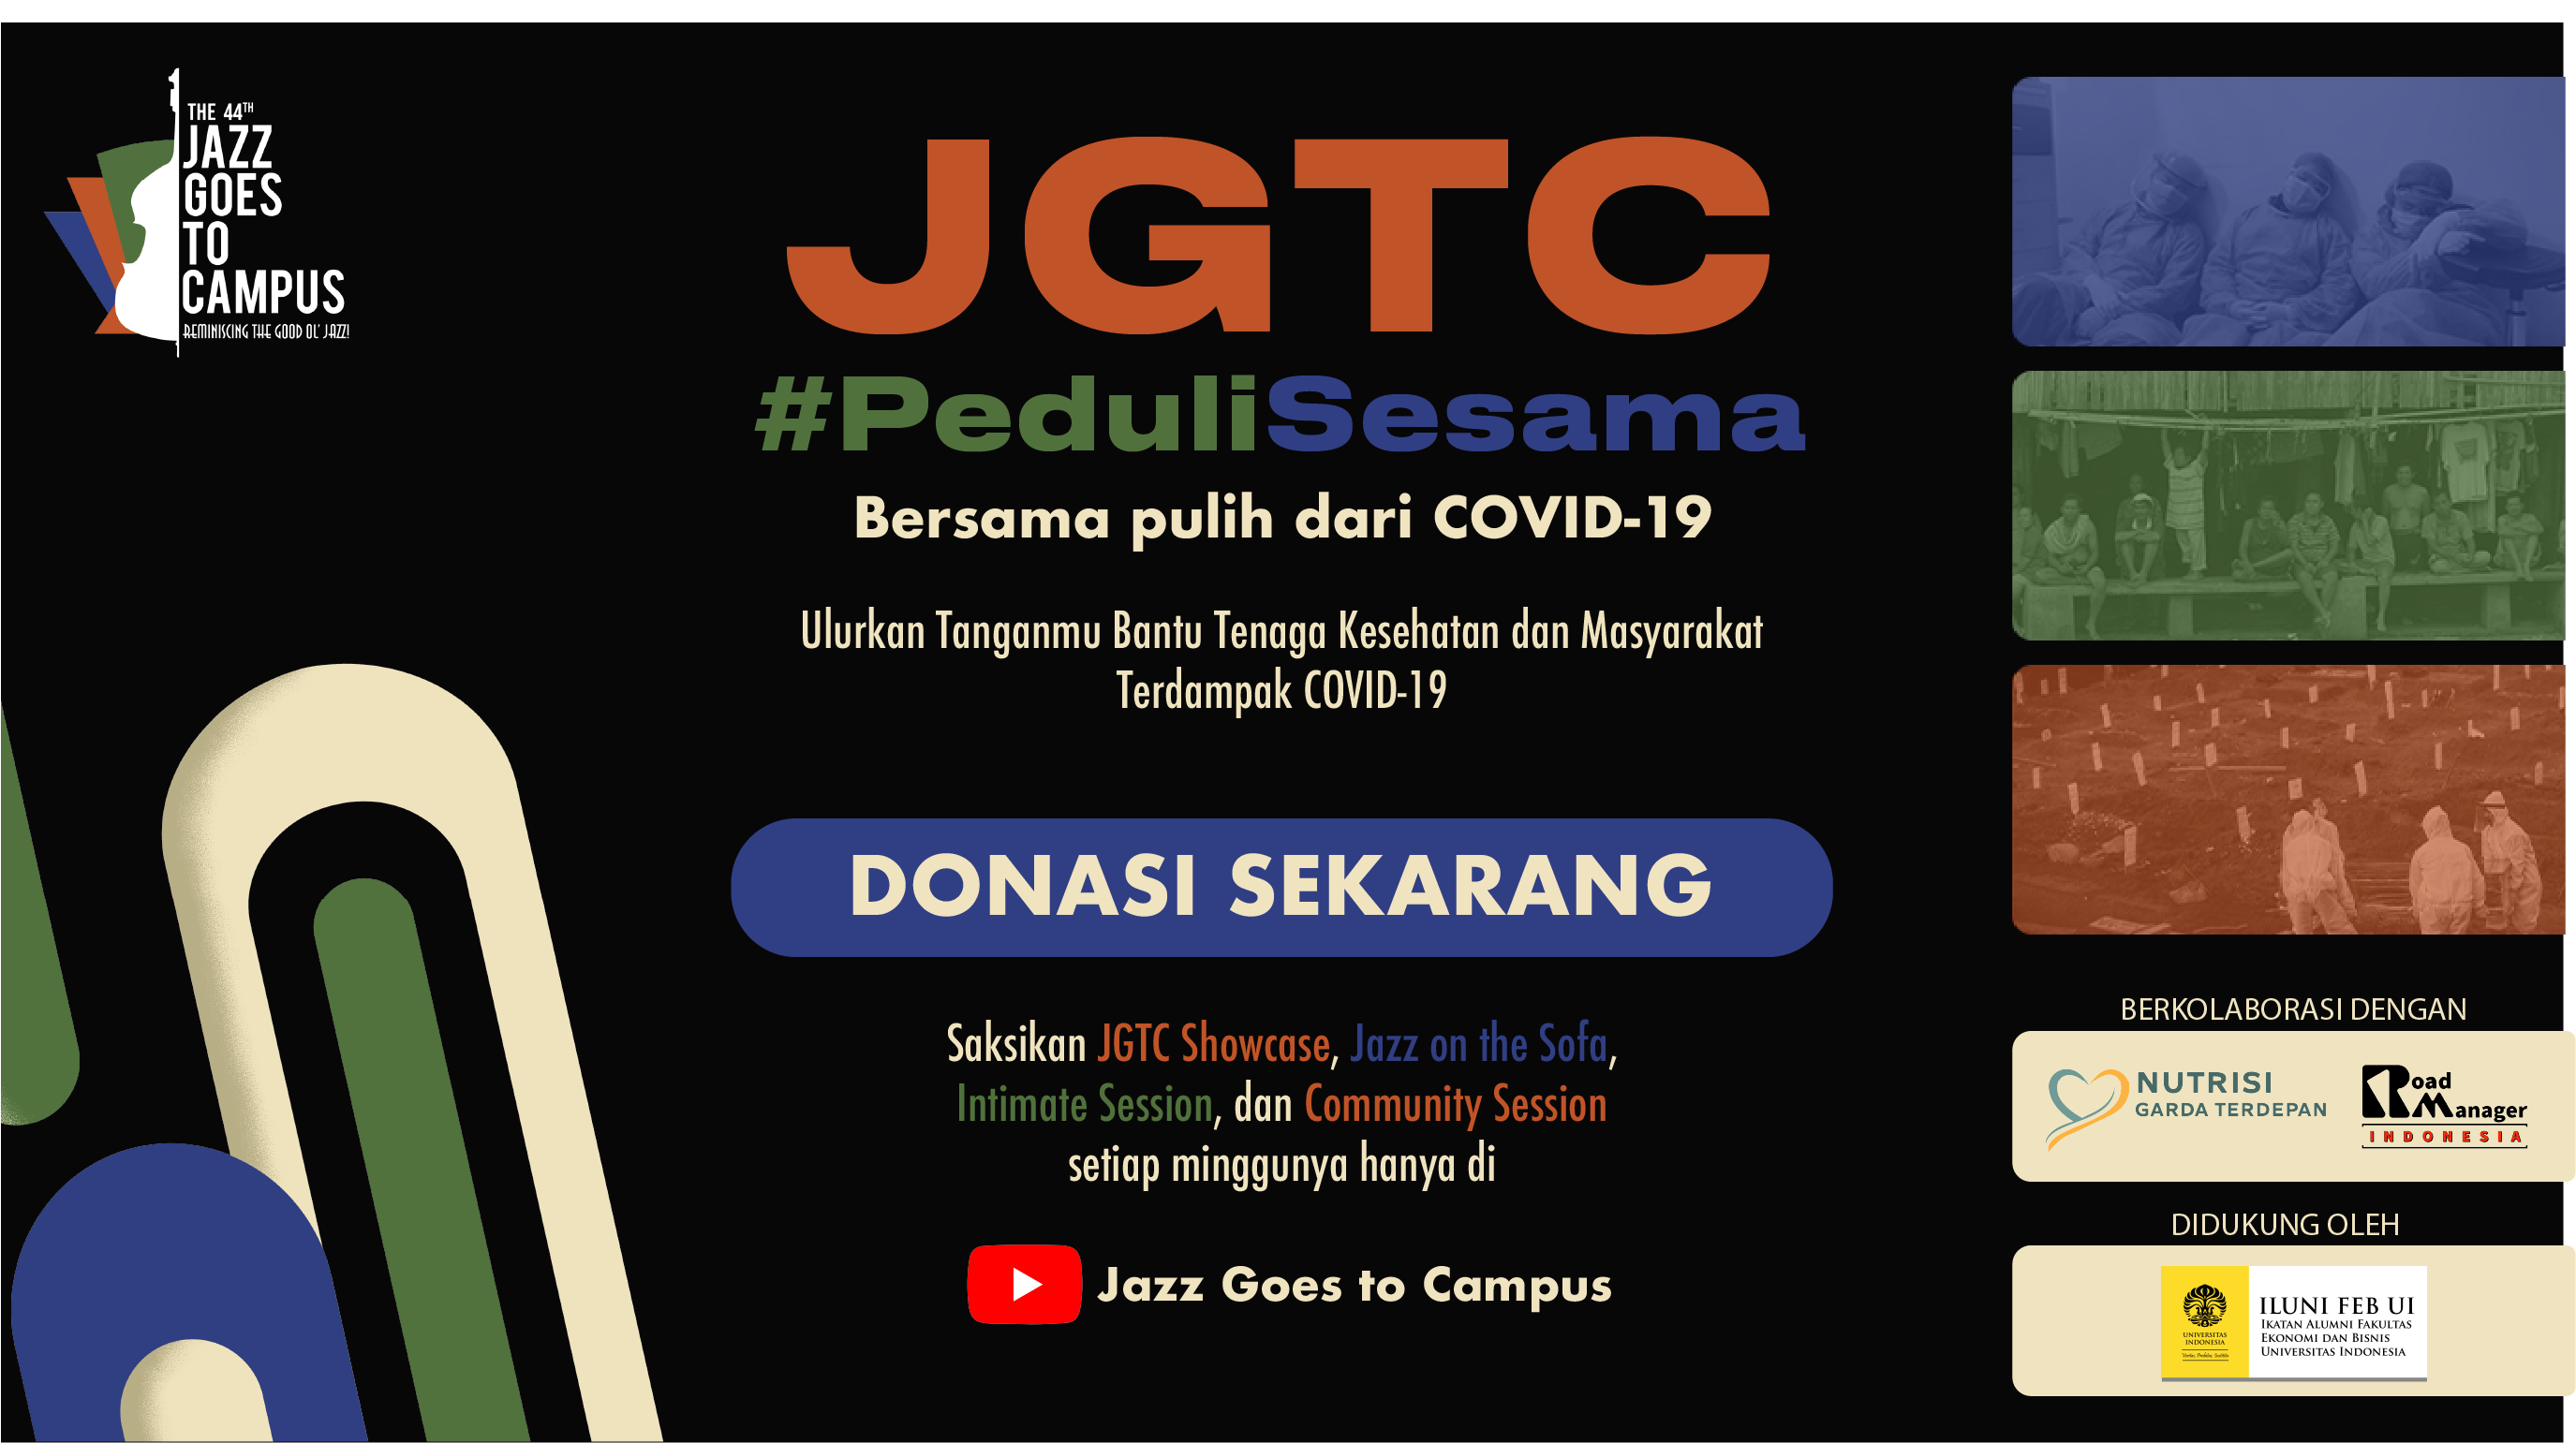 THE 44TH
JAZZ
GOES
TO
CAMPUS
REMINISCING THE GOOD OL' JAZZ!
JGTC
#PeduliSesama
Bersama pulih dari COVID-19
Ulurkan Tanganmu Bantu Tenaga Kesehatan dan Masyarakat
Terdampak COVID-19
DONASI SEKARANG
Saksikan JGTC Showcase, Jazz on the Sofa,
Intimate Session, dan Community Session
setiap minggunya hanya di
Jazz Goes to Campus
BERKOLABORASI DENGAN
NUTRISI
GARDA TERDEPAN
Road
Manager
INDONESIA
DIDUKUNG OLEH
UNIVERSITAS
INDONESIA
Veritas, Probitas, Iustitia
ILUNI FEB UI
IKATAN ALUMNI FAKULTAS
EKONOMI DAN BISNIS
UNIVERSITAS INDONESIA